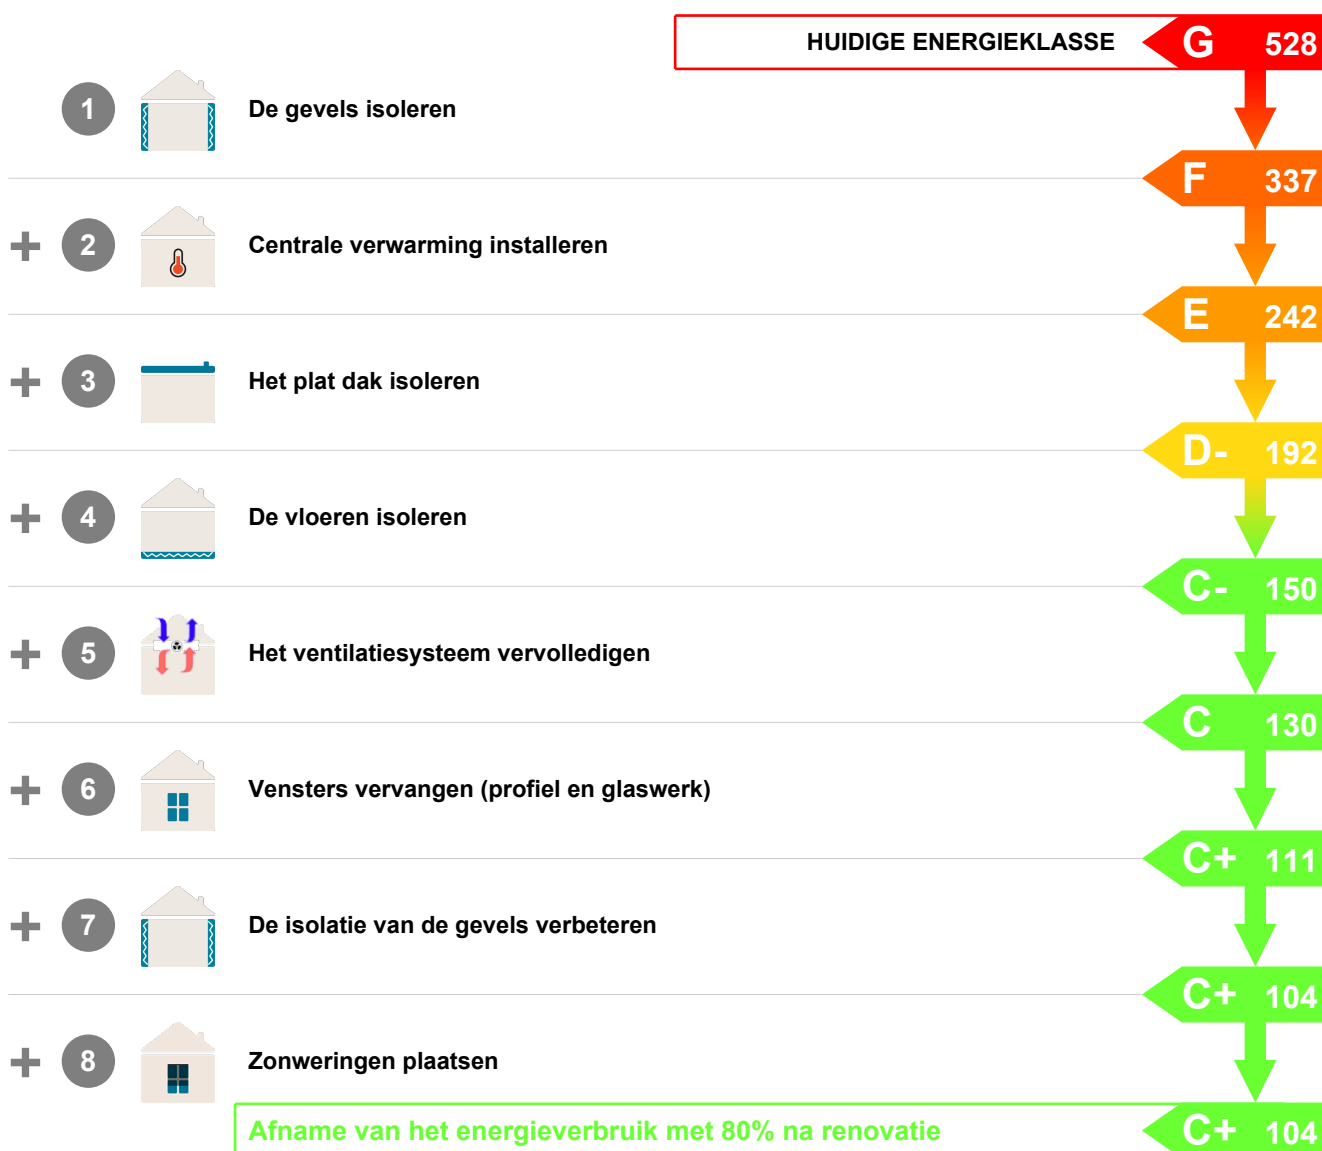 HUIDIGE ENERGIEKLASSE G 528
1 De gevels isoleren
F 337
+ 2 Centrale verwarming installeren
E 242
+ 3 Het plat dak isoleren
D- 192
+ 4 De vloeren isoleren
C- 150
+ 5 Het ventilatiesysteem vervolledigen
C 130
+ 6 Vensters vervangen (profiel en glaswerk)
C+ 111
+ 7 De isolatie van de gevels verbeteren
C+ 104
+ 8 Zonweringen plaatsen
Afname van het energieverbruik met 80% na renovatie C+ 104